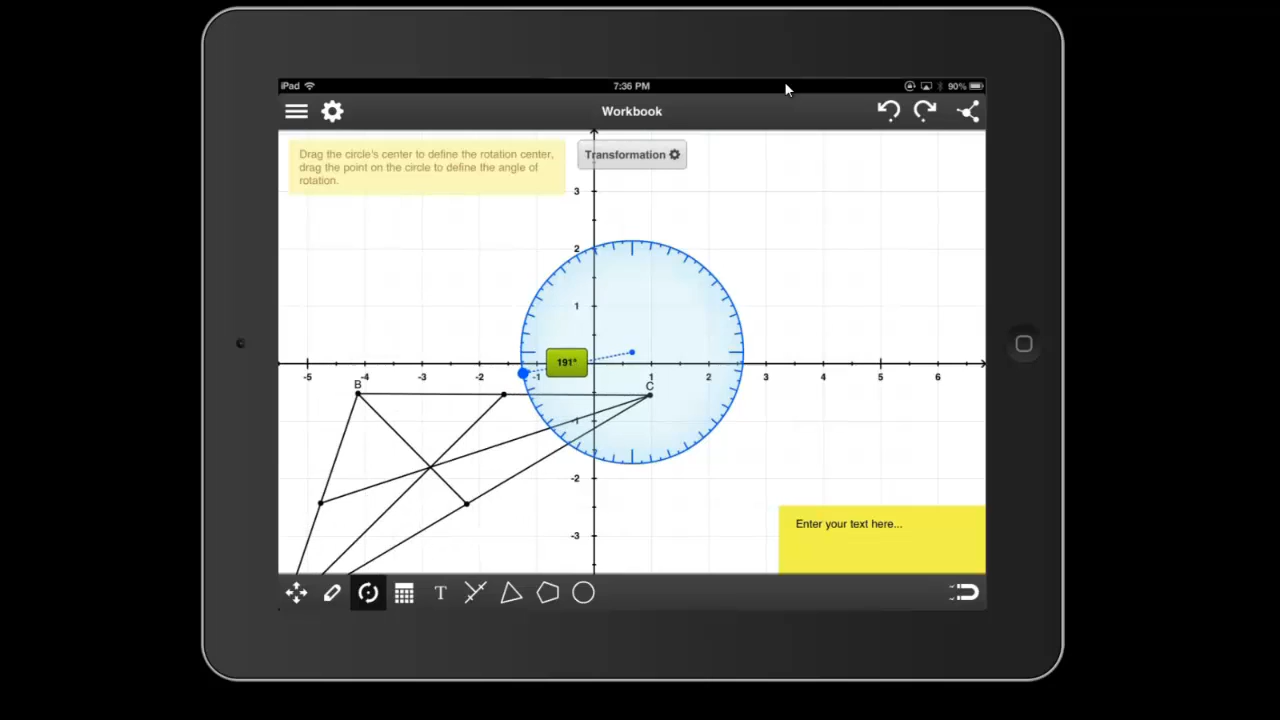 iPad
7:36 PM
90%
Workbook
Drag the circle's center to define the rotation center,
drag the point on the circle to define the angle of
rotation.
Transformation
3
2
1
191°
-5 -4 -3 -2 -1 1 2 3 4 5 6
B
C
-1
-2
-3
Enter your text here...
T